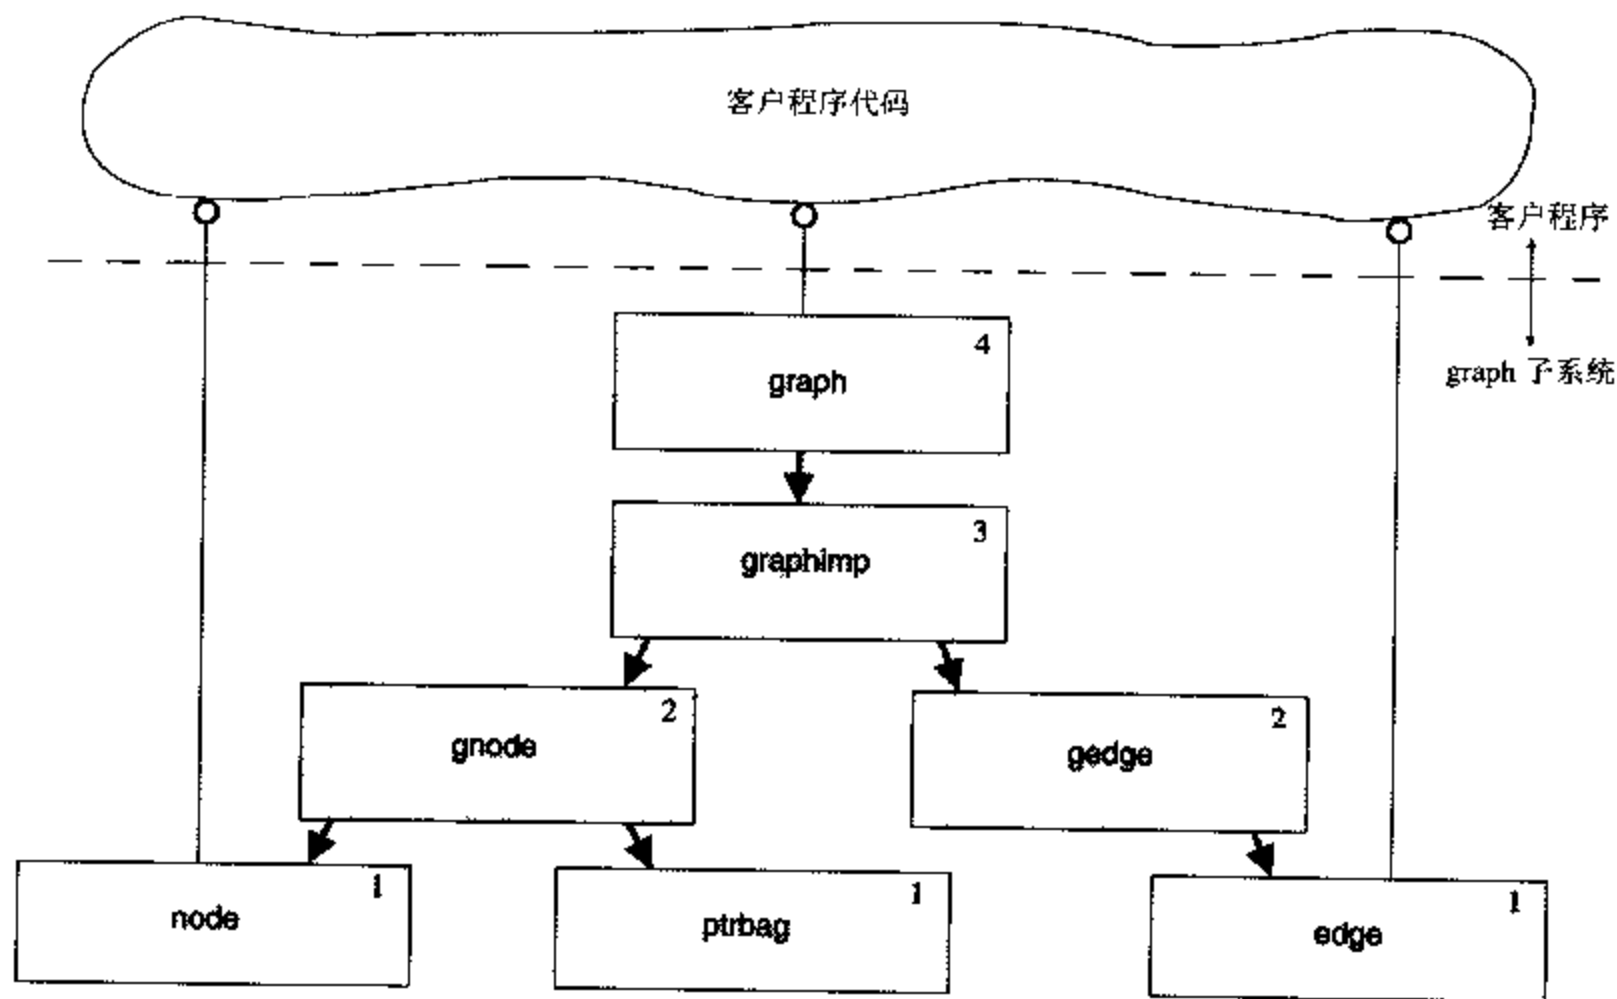 客户程序代码
客户程序
4
graph
graph 子系统
3
graphimp
2
gnode
2
gedge
1
node
1
ptrbag
1
edge